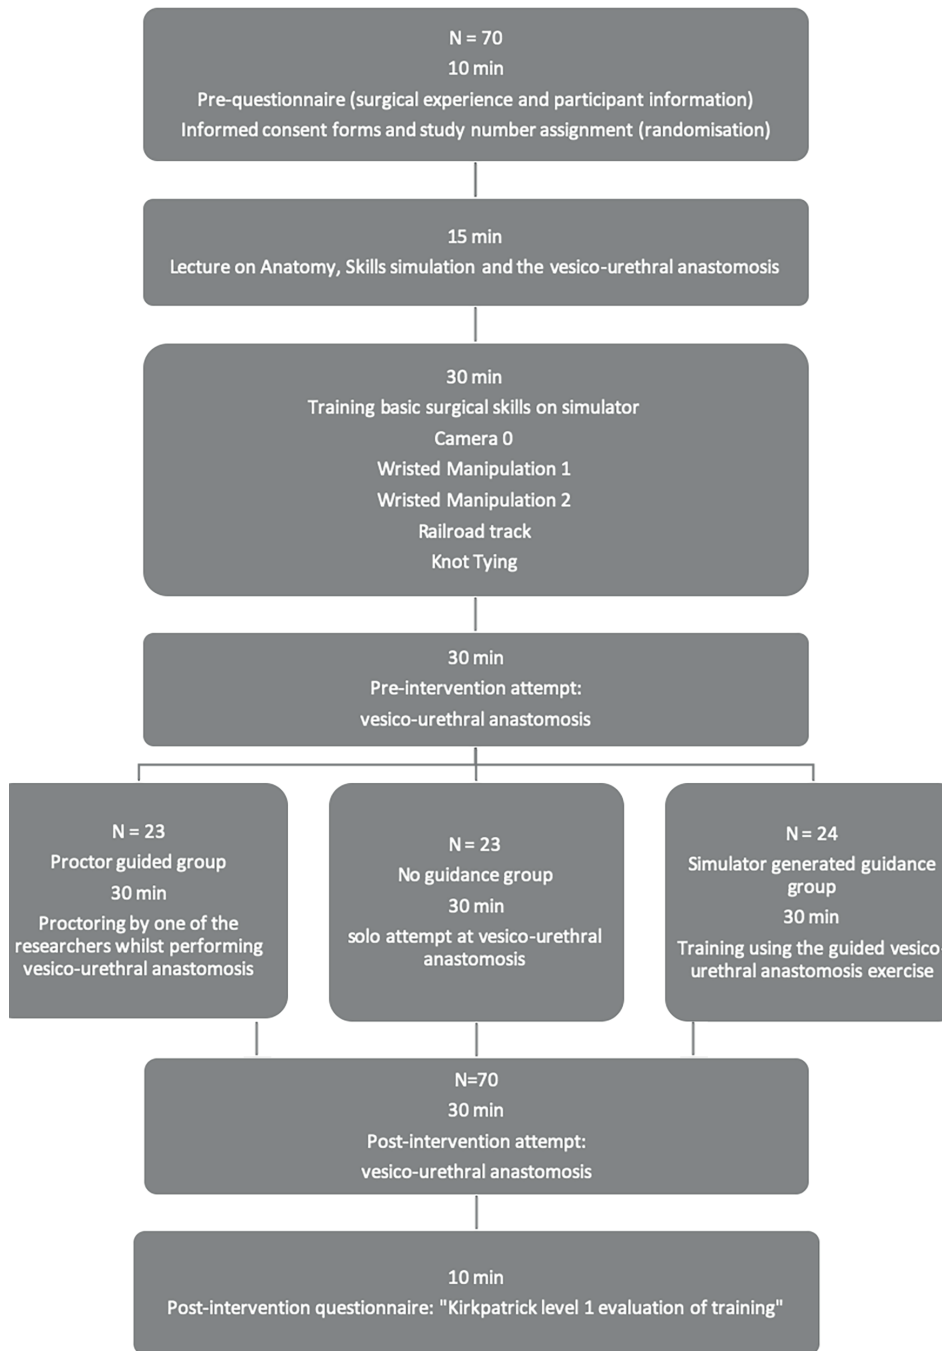 N = 70
10 min
Pre-questionnaire (surgical experience and participant information)
Informed consent forms and study number assignment (randomisation)
15 min
Lecture on Anatomy, Skills simulation and the vesico-urethral anastomosis
30 min
Training basic surgical skills on simulator
Camera 0
Wristed Manipulation 1
Wristed Manipulation 2
Railroad track
Knot Tying
30 min
Pre-intervention attempt:
vesico-urethral anastomosis
N = 23
Proctor guided group
30 min
Proctoring by one of the
researchers whilst performing
vesico-urethral anastomosis
N = 23
No guidance group
30 min
solo attempt at vesico-urethral
anastomosis
N = 24
Simulator generated guidance
group
30 min
Training using the guided vesico-
urethral anastomosis exercise
N=70
30 min
Post-intervention attempt:
vesico-urethral anastomosis
10 min
Post-intervention questionnaire: "Kirkpatrick level 1 evaluation of training"